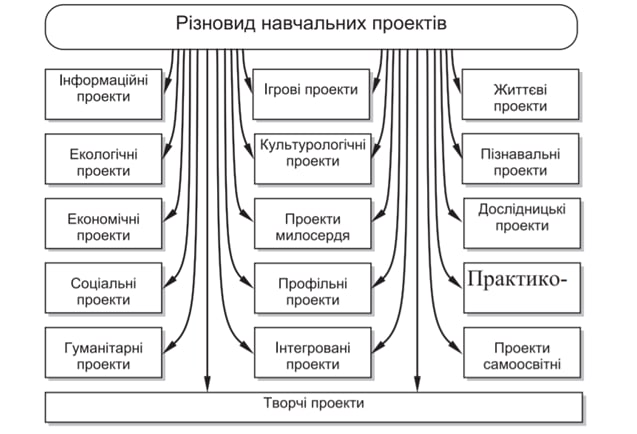 Різновид навчальних проектів
Інформаційні
проекти
Ігрові проекти
Життєві
проекти
Екологічні
проекти
Культурологічні
проекти
Пізнавальні
проекти
Економічні
проекти
Проекти
милосердя
Дослідницькі
проекти
Соціальні
проекти
Профільні
проекти
Практико-
Гуманітарні
проекти
Інтегровані
проекти
Проекти
самоосвітні
Творчі проекти